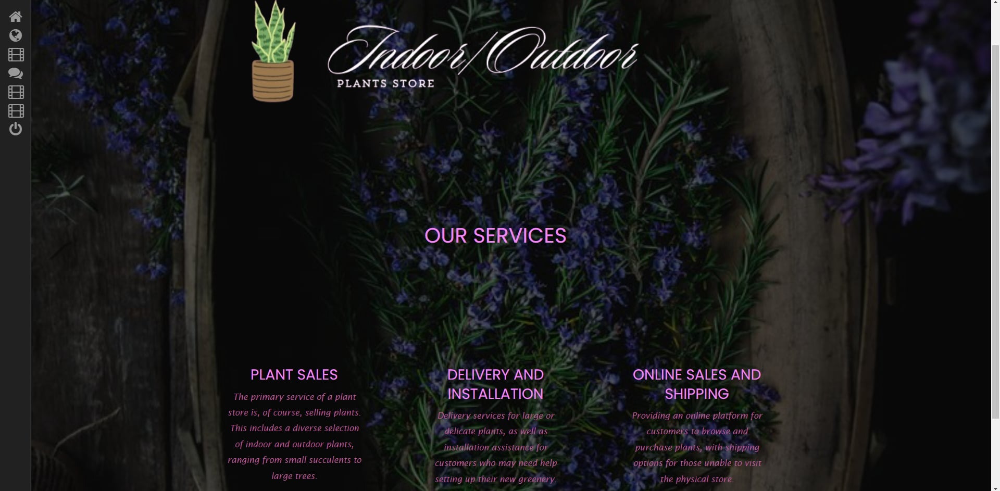 Indoor/Outdoor
PLANTS STORE
OUR SERVICES
PLANT SALES
The primary service of a plant
store is, of course, selling plants.
This includes a diverse selection
of indoor and outdoor plants,
ranging from small succulents to
large trees.
DELIVERY AND
INSTALLATION
Delivery services for large or
delicate plants, as well as
installation assistance for
customers who may need help
setting up their new greenery.
ONLINE SALES AND
SHIPPING
Providing an online platform for
customers to browse and
purchase plants, with shipping
options for those unable to visit
the physical store.